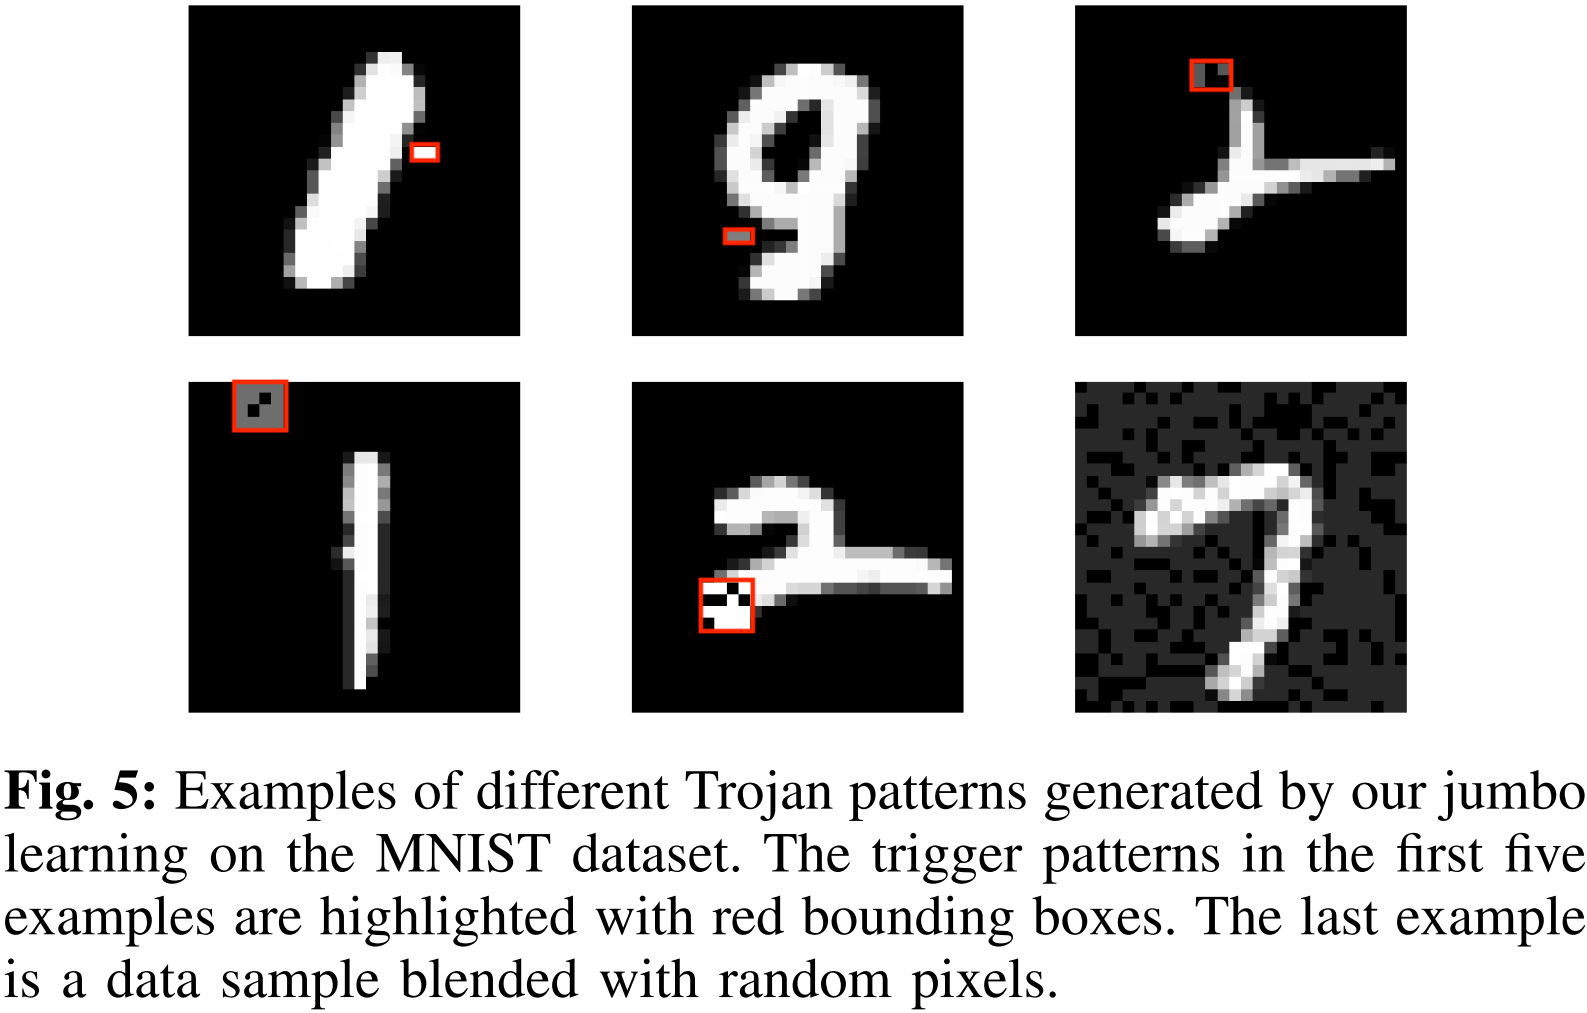 Fig. 5: Examples of different Trojan patterns generated by our jumbo
learning on the MNIST dataset. The trigger patterns in the first five
examples are highlighted with red bounding boxes. The last example
is a data sample blended with random pixels.